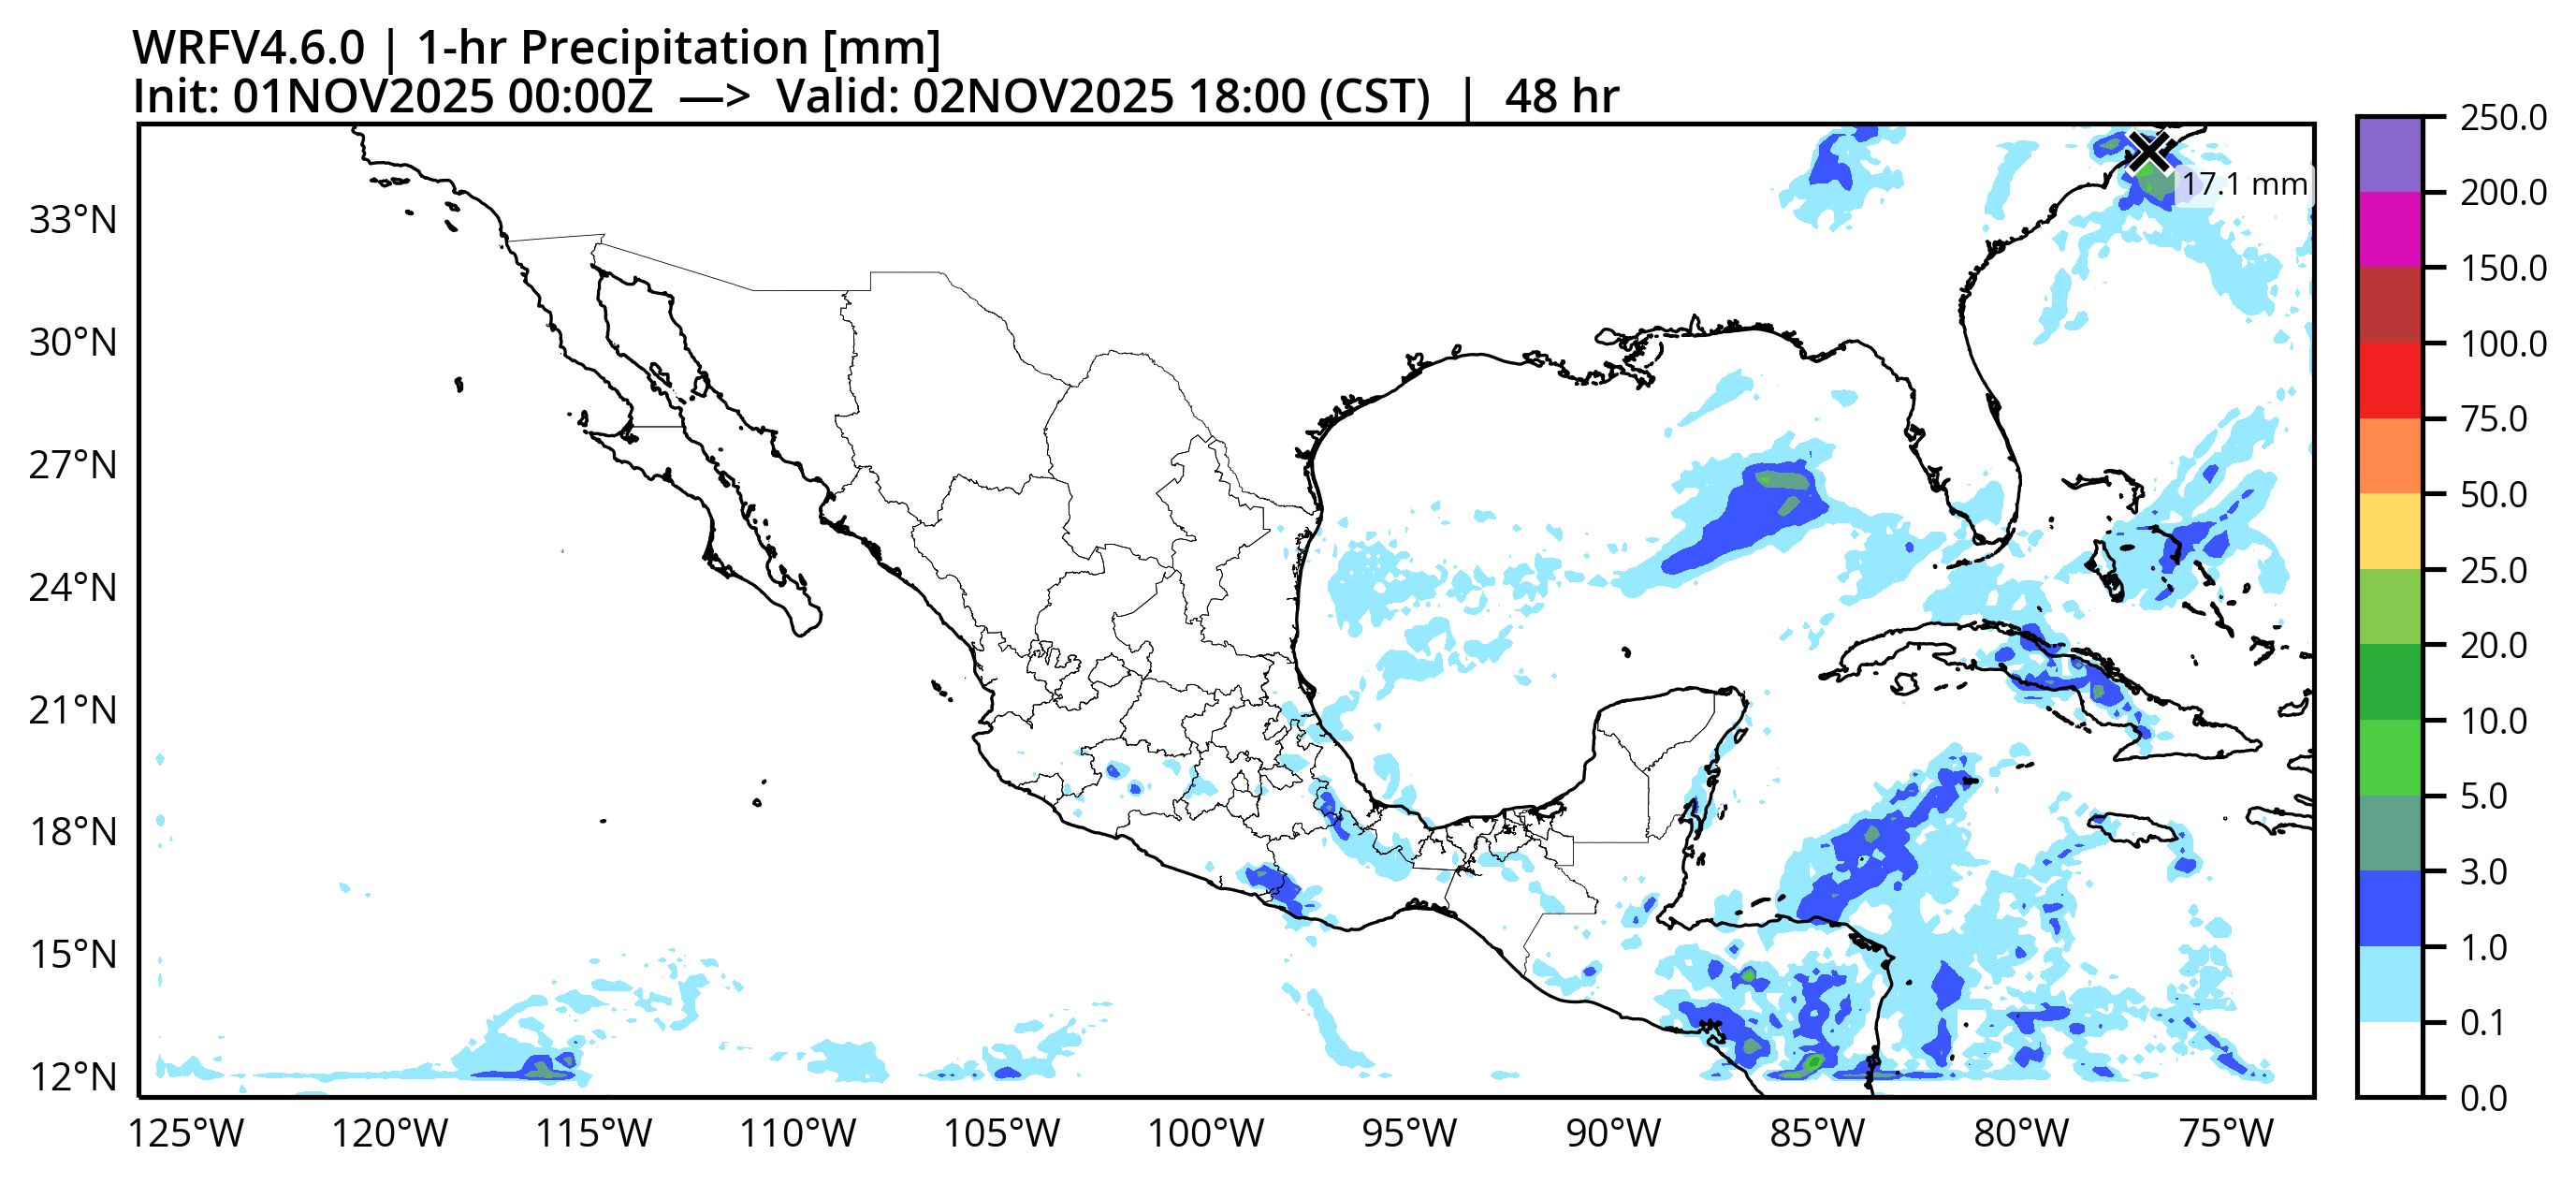 WRFV4.6.0 | 1-hr Precipitation [mm]
Init: 01NOV2025 00:00Z —> Valid: 02NOV2025 18:00 (CST) | 48 hr
17.1 mm
33°N
30°N
27°N
24°N
21°N
18°N
15°N
12°N
125°W 120°W 115°W 110°W 105°W 100°W 95°W 90°W 85°W 80°W 75°W
250.0
200.0
150.0
100.0
75.0
50.0
25.0
20.0
10.0
5.0
3.0
1.0
0.1
0.0